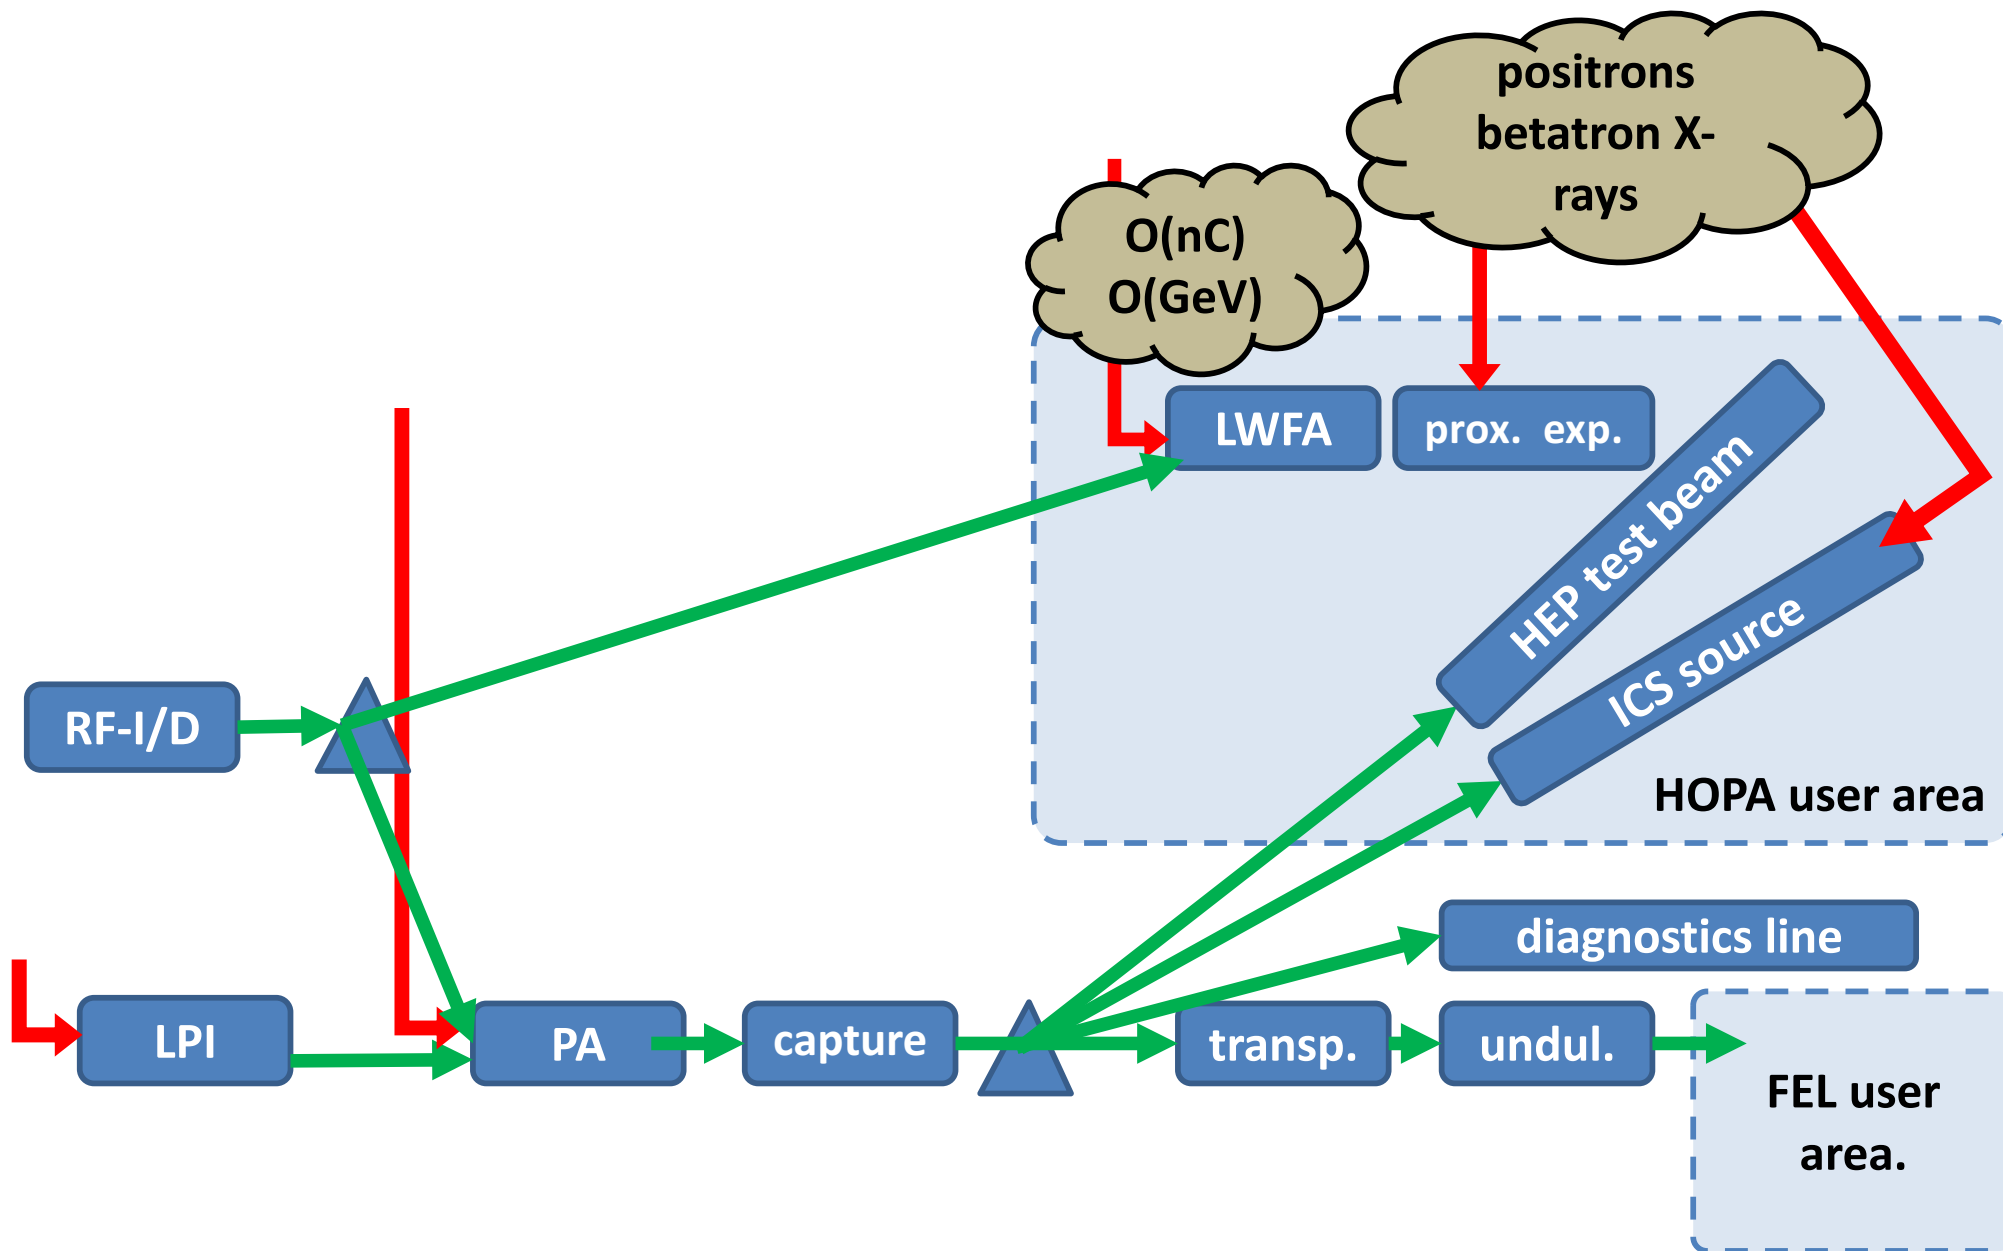 positrons
betatron X-
rays
O(nC)
O(GeV)
LWFA
prox. exp.
HEP test beam
ICS source
HOPA user area
RF-I/D
diagnostics line
LPI
PA
capture
transp.
undul.
FEL user
area.